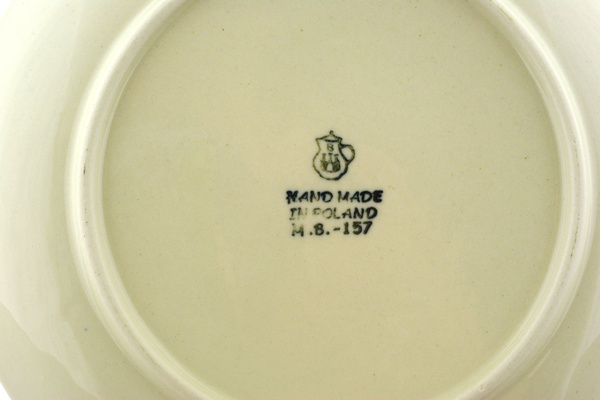 B
HAND MADE
IN POLAND
M.B.-157